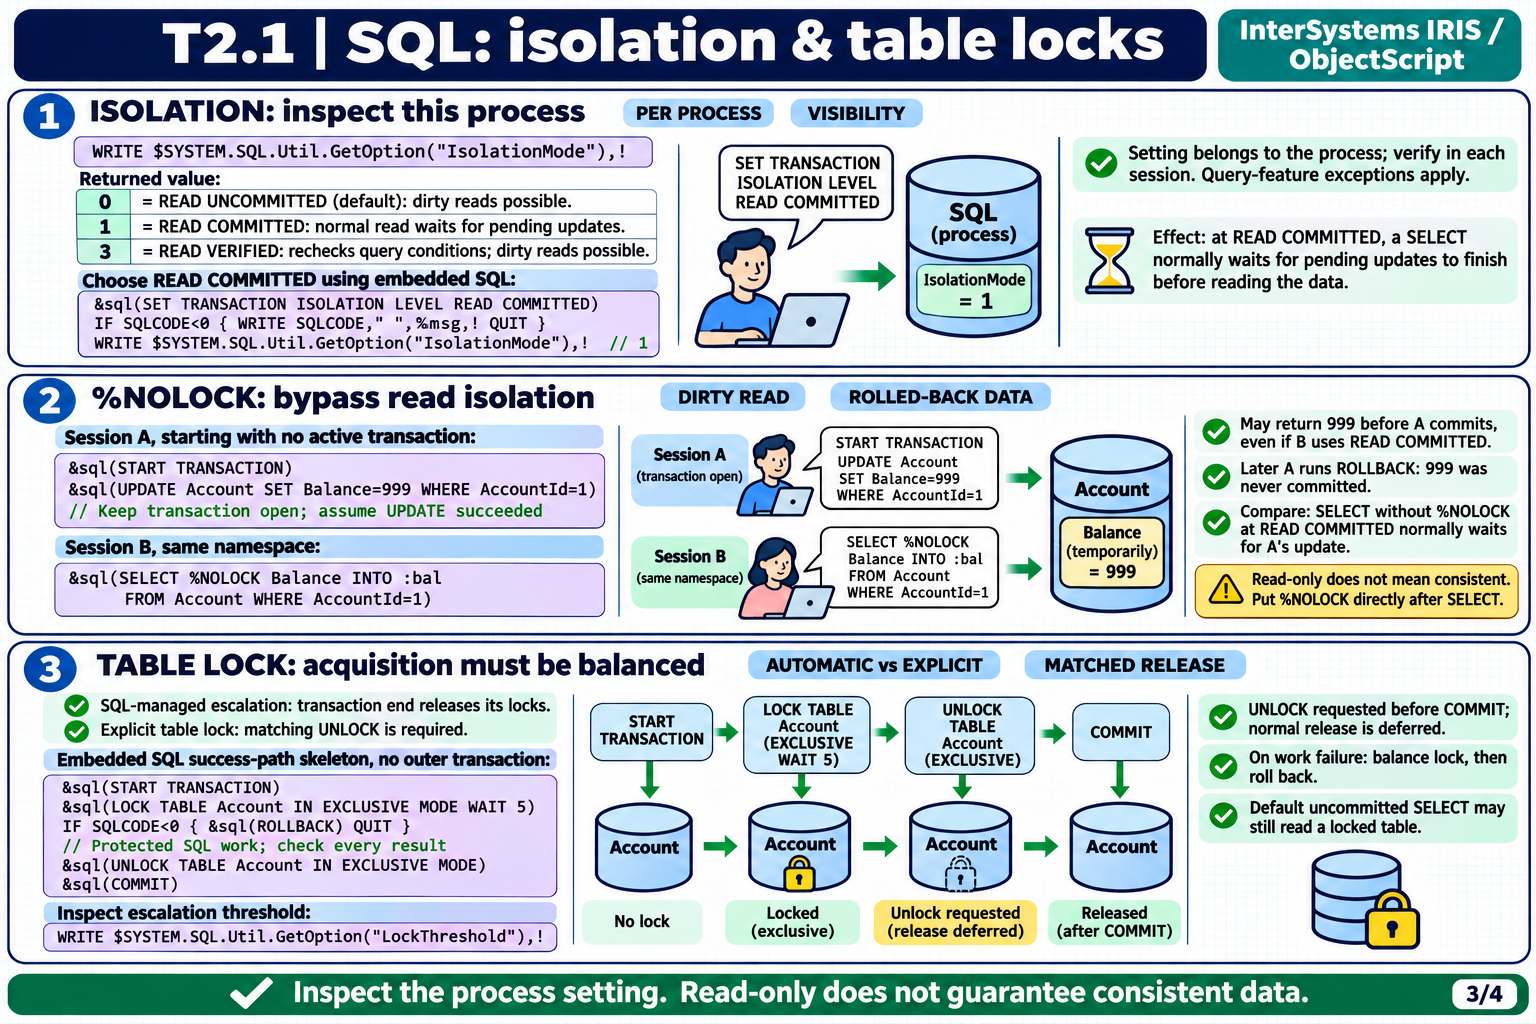 T2.1 | SQL: isolation & table locks
InterSystems IRIS /
ObjectScript
1
ISOLATION: inspect this process
PER PROCESS
VISIBILITY
WRITE $SYSTEM.SQL.Util.GetOption("IsolationMode"),!
Returned value:
0 = READ UNCOMMITTED (default): dirty reads possible.
1 = READ COMMITTED: normal read waits for pending updates.
3 = READ VERIFIED: rechecks query conditions; dirty reads possible.
Choose READ COMMITTED using embedded SQL:
&sql(SET TRANSACTION ISOLATION LEVEL READ COMMITTED)
IF SQLCODE<0 { WRITE SQLCODE," ",%msg,! QUIT }
WRITE $SYSTEM.SQL.Util.GetOption("IsolationMode"),! // 1
SET TRANSACTION
ISOLATION LEVEL
READ COMMITTED
SQL
(process)
IsolationMode
= 1
Setting belongs to the process; verify in each
session. Query-feature exceptions apply.
Effect: at READ COMMITTED, a SELECT
normally waits for pending updates to finish
before reading the data.
2
%NOLOCK: bypass read isolation
DIRTY READ
ROLLED-BACK DATA
Session A, starting with no active transaction:
&sql(START TRANSACTION)
&sql(UPDATE Account SET Balance=999 WHERE AccountId=1)
// Keep transaction open; assume UPDATE succeeded
Session B, same namespace:
&sql(SELECT %NOLOCK Balance INTO :bal
FROM Account WHERE AccountId=1)
Session A
(transaction open)
START TRANSACTION
UPDATE Account
SET Balance=999
WHERE AccountId=1
Session B
(same namespace)
SELECT %NOLOCK
Balance INTO :bal
FROM Account
WHERE AccountId=1
Account
Balance
(temporarily)
= 999
May return 999 before A commits,
even if B uses READ COMMITTED.
Later A runs ROLLBACK: 999 was
never committed.
Compare: SELECT without %NOLOCK
at READ COMMITTED normally waits
for A's update.
Read-only does not mean consistent.
Put %NOLOCK directly after SELECT.
3
TABLE LOCK: acquisition must be balanced
AUTOMATIC vs EXPLICIT
MATCHED RELEASE
SQL-managed escalation: transaction end releases its locks.
Explicit table lock: matching UNLOCK is required.
Embedded SQL success-path skeleton, no outer transaction:
&sql(START TRANSACTION)
&sql(LOCK TABLE Account IN EXCLUSIVE MODE WAIT 5)
IF SQLCODE<0 { &sql(ROLLBACK) QUIT }
// Protected SQL work; check every result
&sql(UNLOCK TABLE Account IN EXCLUSIVE MODE)
&sql(COMMIT)
Inspect escalation threshold:
WRITE $SYSTEM.SQL.Util.GetOption("LockThreshold"),!
START
TRANSACTION
LOCK TABLE
Account
(EXCLUSIVE
WAIT 5)
UNLOCK
TABLE
Account
(EXCLUSIVE)
COMMIT
Account
Account
Account
Account
No lock
Locked
(exclusive)
Unlock requested
(release deferred)
Released
(after COMMIT)
UNLOCK requested before COMMIT;
normal release is deferred.
On work failure: balance lock, then
roll back.
Default uncommitted SELECT may
still read a locked table.
Inspect the process setting. Read-only does not guarantee consistent data.
3/4